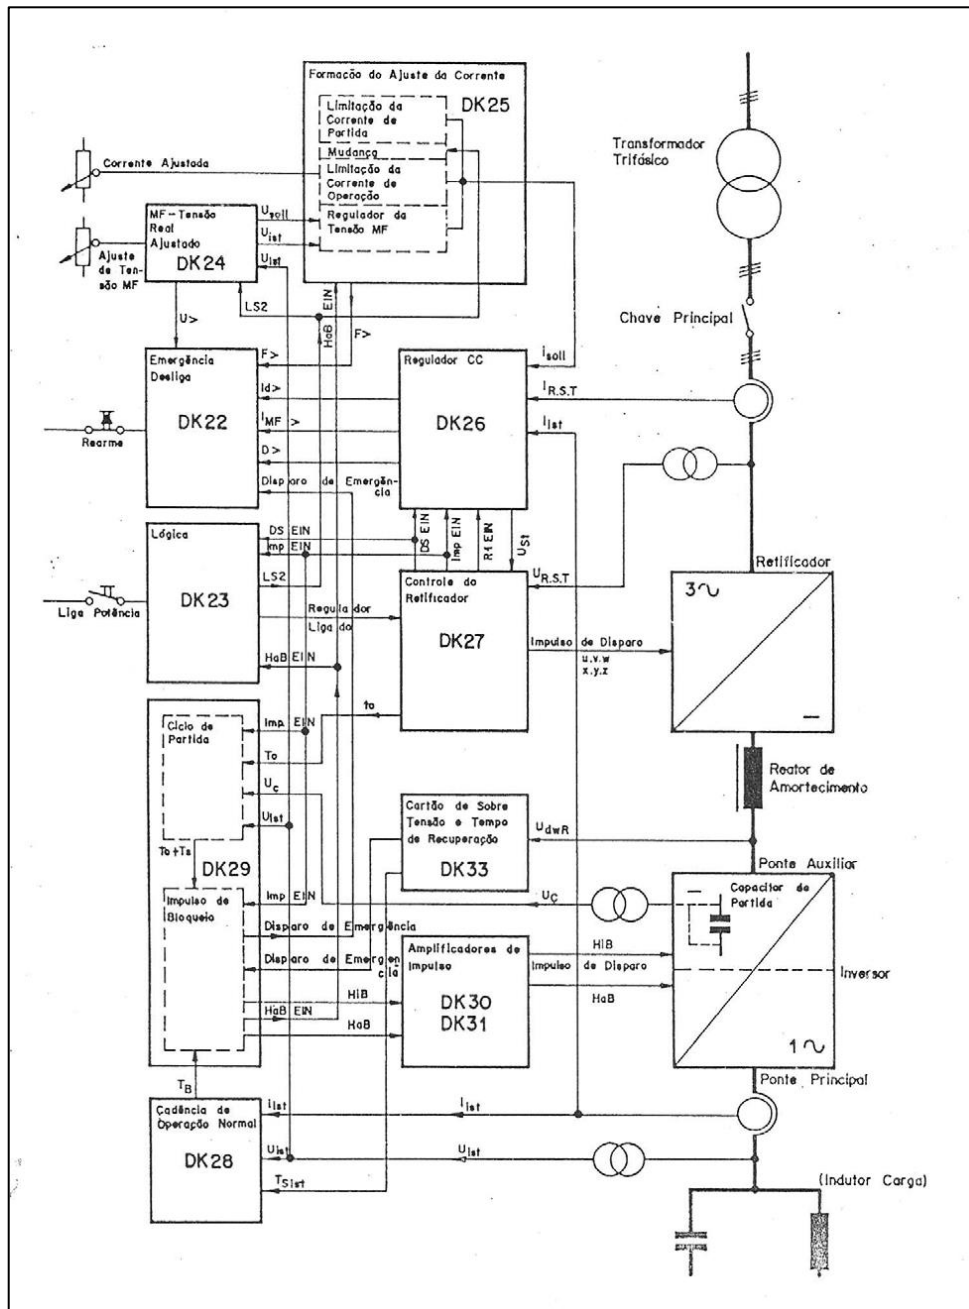 Formação do Ajuste da Corrente
DK25
Limitação da
Corrente de
Partida
Mudança
Limitação da
Corrente de
Operação
Regulador da
Tensão MF
Transformador
Trifásico
Corrente Ajustada
MF-Tensão
Real
Ajustado
DK24
Usoll
Uist
Uist
Ajuste
de Ten-
são MF
LS2
HaB EIN
F>
U>
Chave Principal
Emergência
Desliga
DK22
F>
Id>
IMF>
D>
Disparo de Emergên-
cia
Rearme
Regulador CC
DK26
isoll
IR.S.T
Iist
Lógica
DK23
DS EIN
Imp EIN
LS2
Regulador
Ligado
HaB EIN
Liga Potência
DS EIN
Imp EIN
R1 EIN
USt
Controle do
Retificador
DK27
UR.S.T
Impulso de Disparo
u.v.w
x.y.z
to
Retificador
3∿
—
Ciclo de
Partida
Imp. EIN
To
Uc
Uist
To+Ts
DK29
Impulso de
Bloqueio
Imp EIN
Disparo de Emergência
Disparo de Emergên
cia
HiB
HaB EIN
HaB
TB
Cartão de Sobre
Tensão e Tempo
de Recuperação
DK33
UdwR
Reator de
Amortecimento
Ponte Auxiliar
UC
Capacitor de
Partida
Amplificadores de
Impulso
DK30
DK31
HiB
Impulso de Disparo
HaB
Inversor
1∿
Ponte Principal
Cadência de
Operação Normal
DK28
iist
Iist
Uist
Uist
TSist
(Indutor Carga)